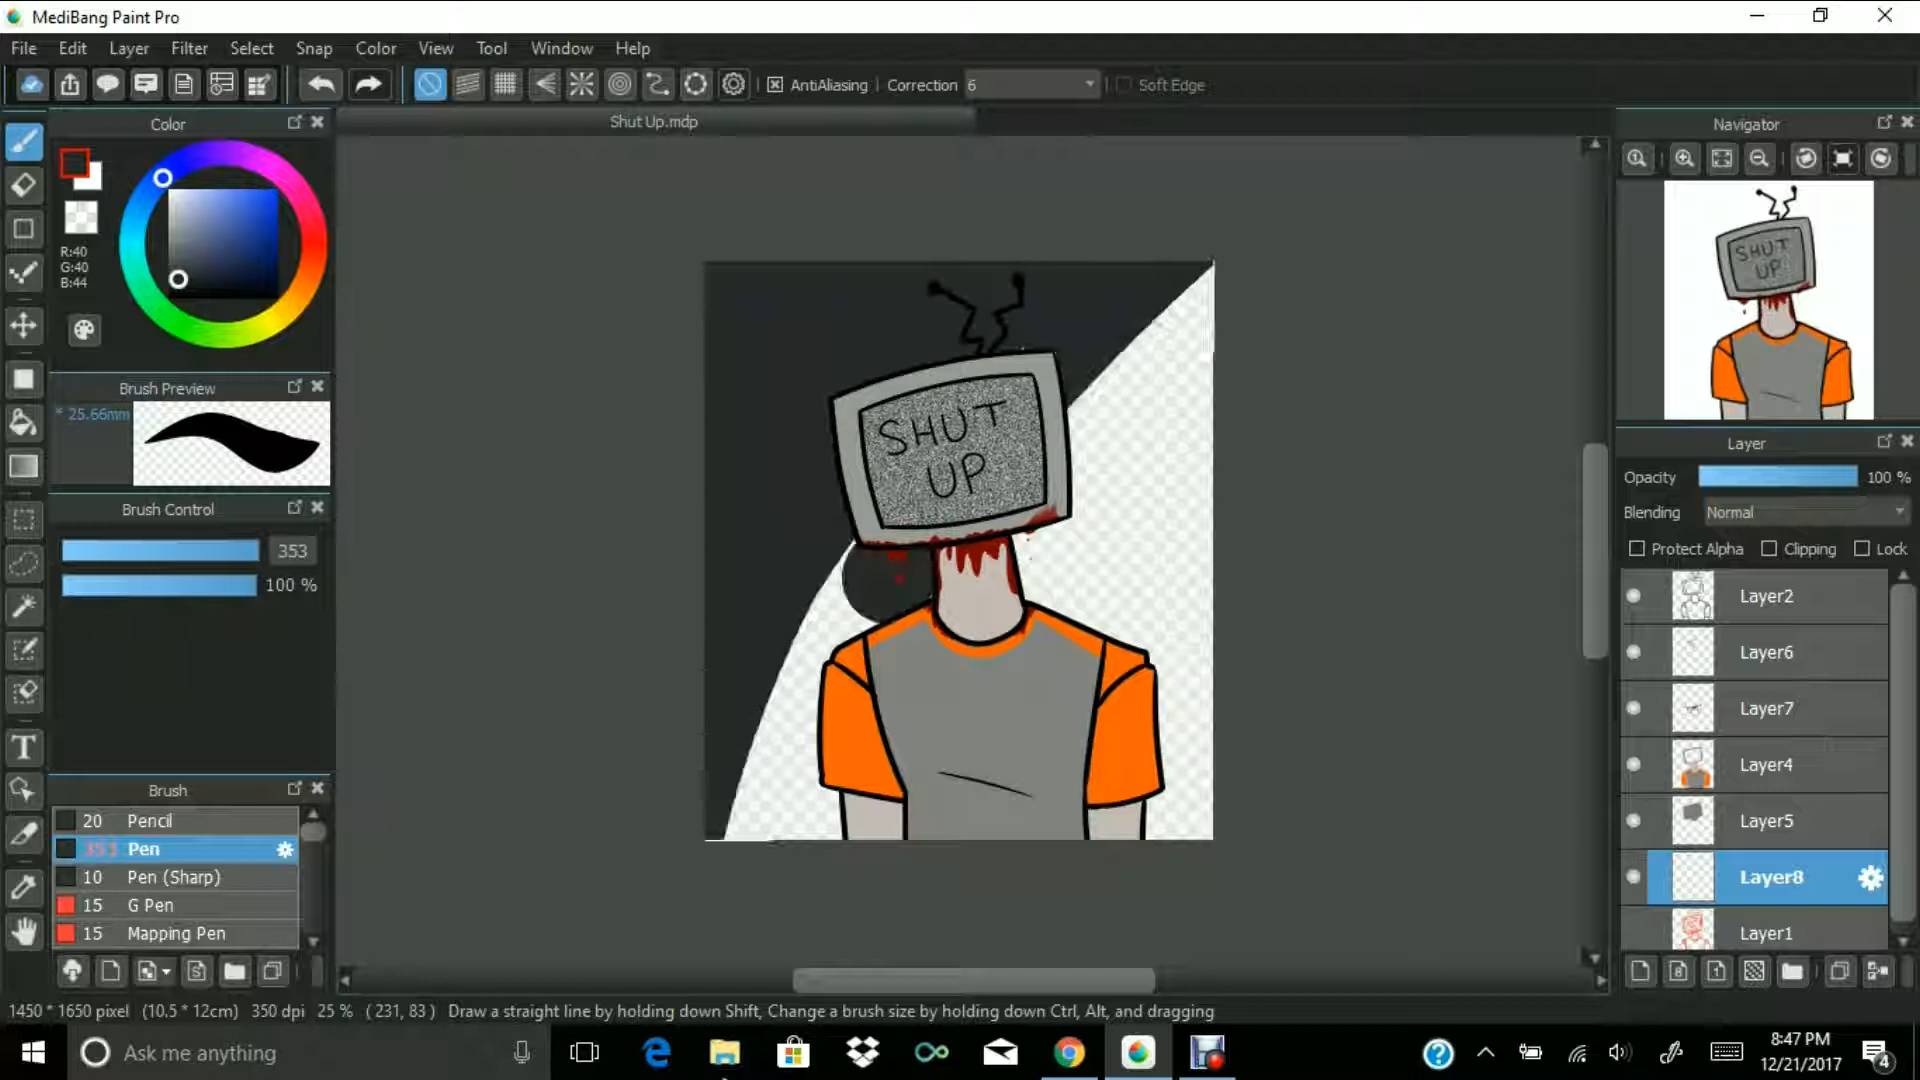 MediBang Paint Pro
File Edit Layer Filter Select Snap Color View Tool Window Help
AntiAliasing Correction 6 Soft Edge
Color
Shut Up.mdp
Navigator
R:40
G:40
B:44
SHUT
UP
SHUT
UP
Brush Preview
* 25.66mm
Brush Control
353
100 %
Layer
Opacity 100 %
Blending Normal
Protect Alpha Clipping Lock
Layer2
Layer6
Layer7
Layer4
Layer5
Layer8
Layer1
Brush
20 Pencil
353 Pen
10 Pen (Sharp)
15 G Pen
15 Mapping Pen
1450 * 1650 pixel (10.5 * 12cm) 350 dpi 25 % ( 231, 83 ) Draw a straight line by holding down Shift, Change a brush size by holding down Ctrl, Alt, and dragging
Ask me anything
8:47 PM
12/21/2017
4